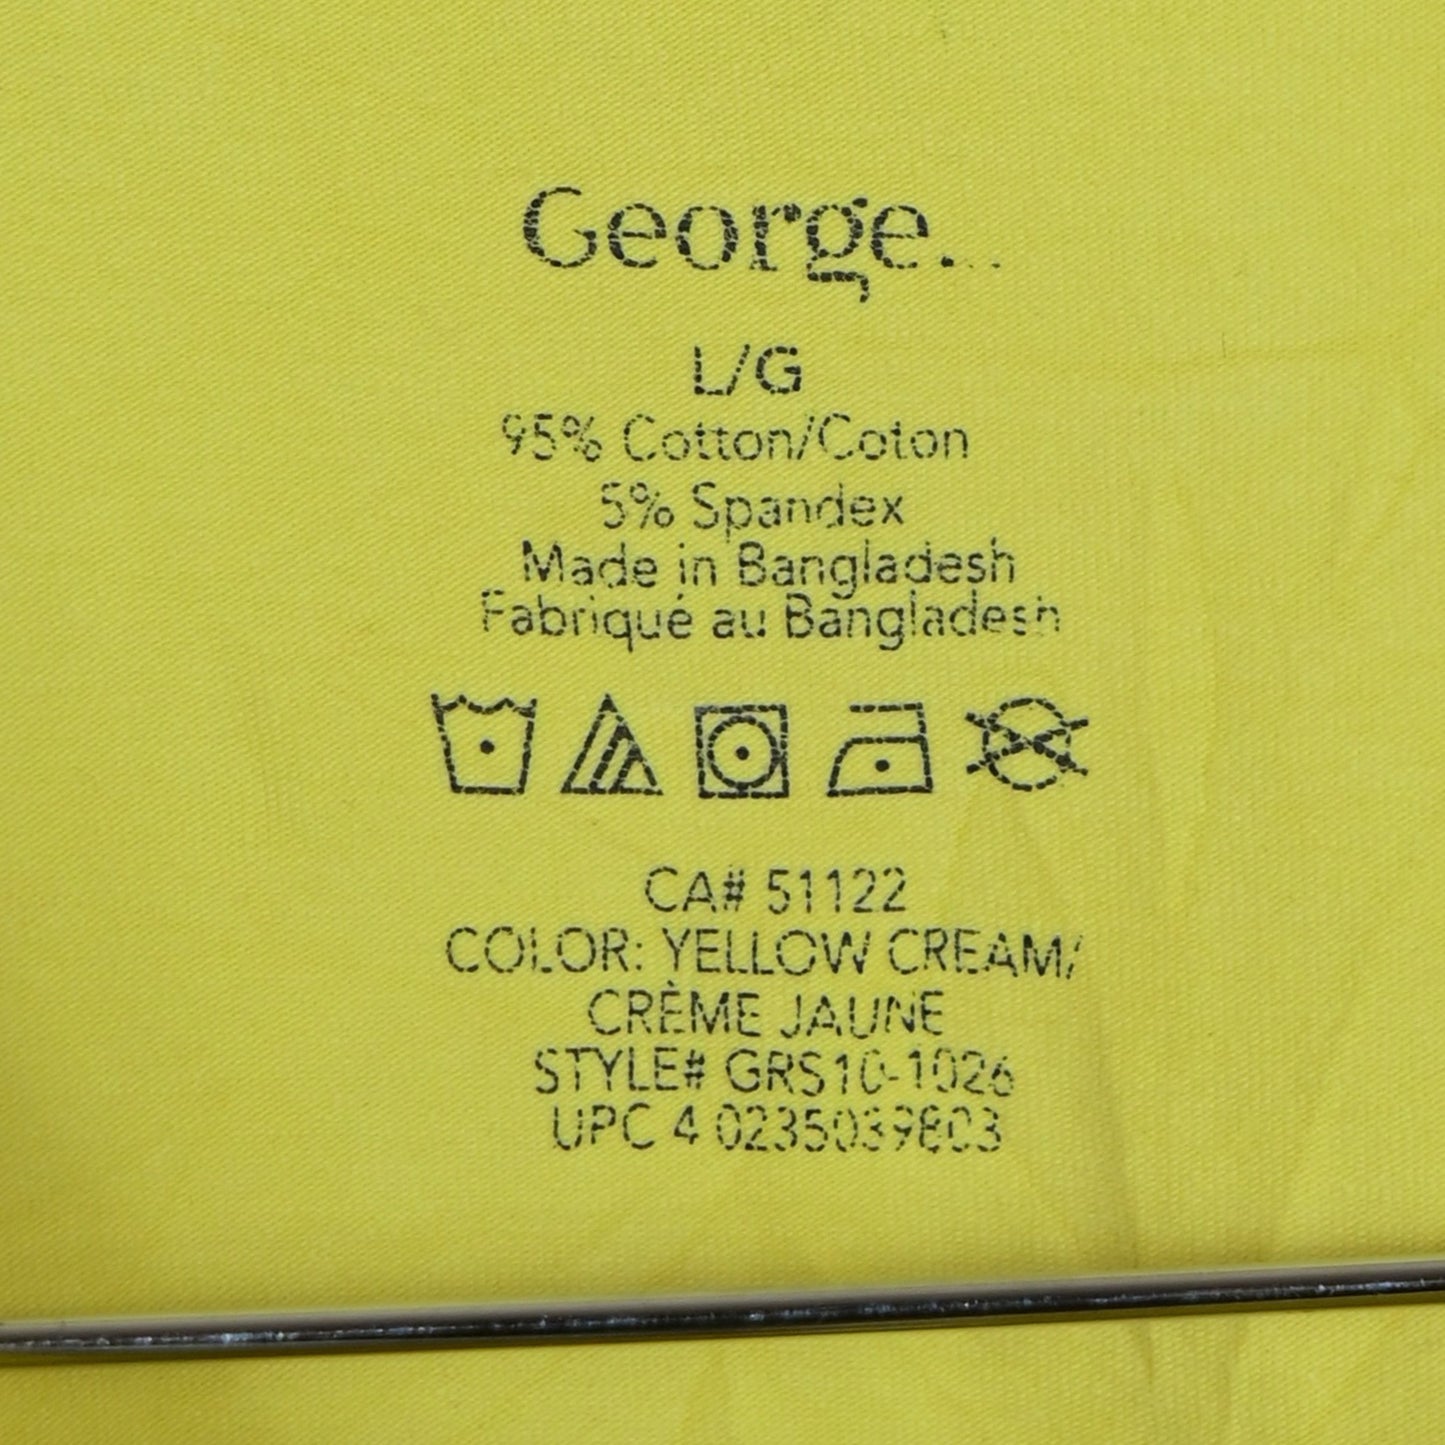 George.
L/G
95% Cotton/Coton
5% Spandex
Made in Bangladesh
Fabriqué au Bangladesh
CA# 51122
COLOR: YELLOW CREAM/
CRÈME JAUNE
STYLE# GRS10-1026
UPC 4 0235039803